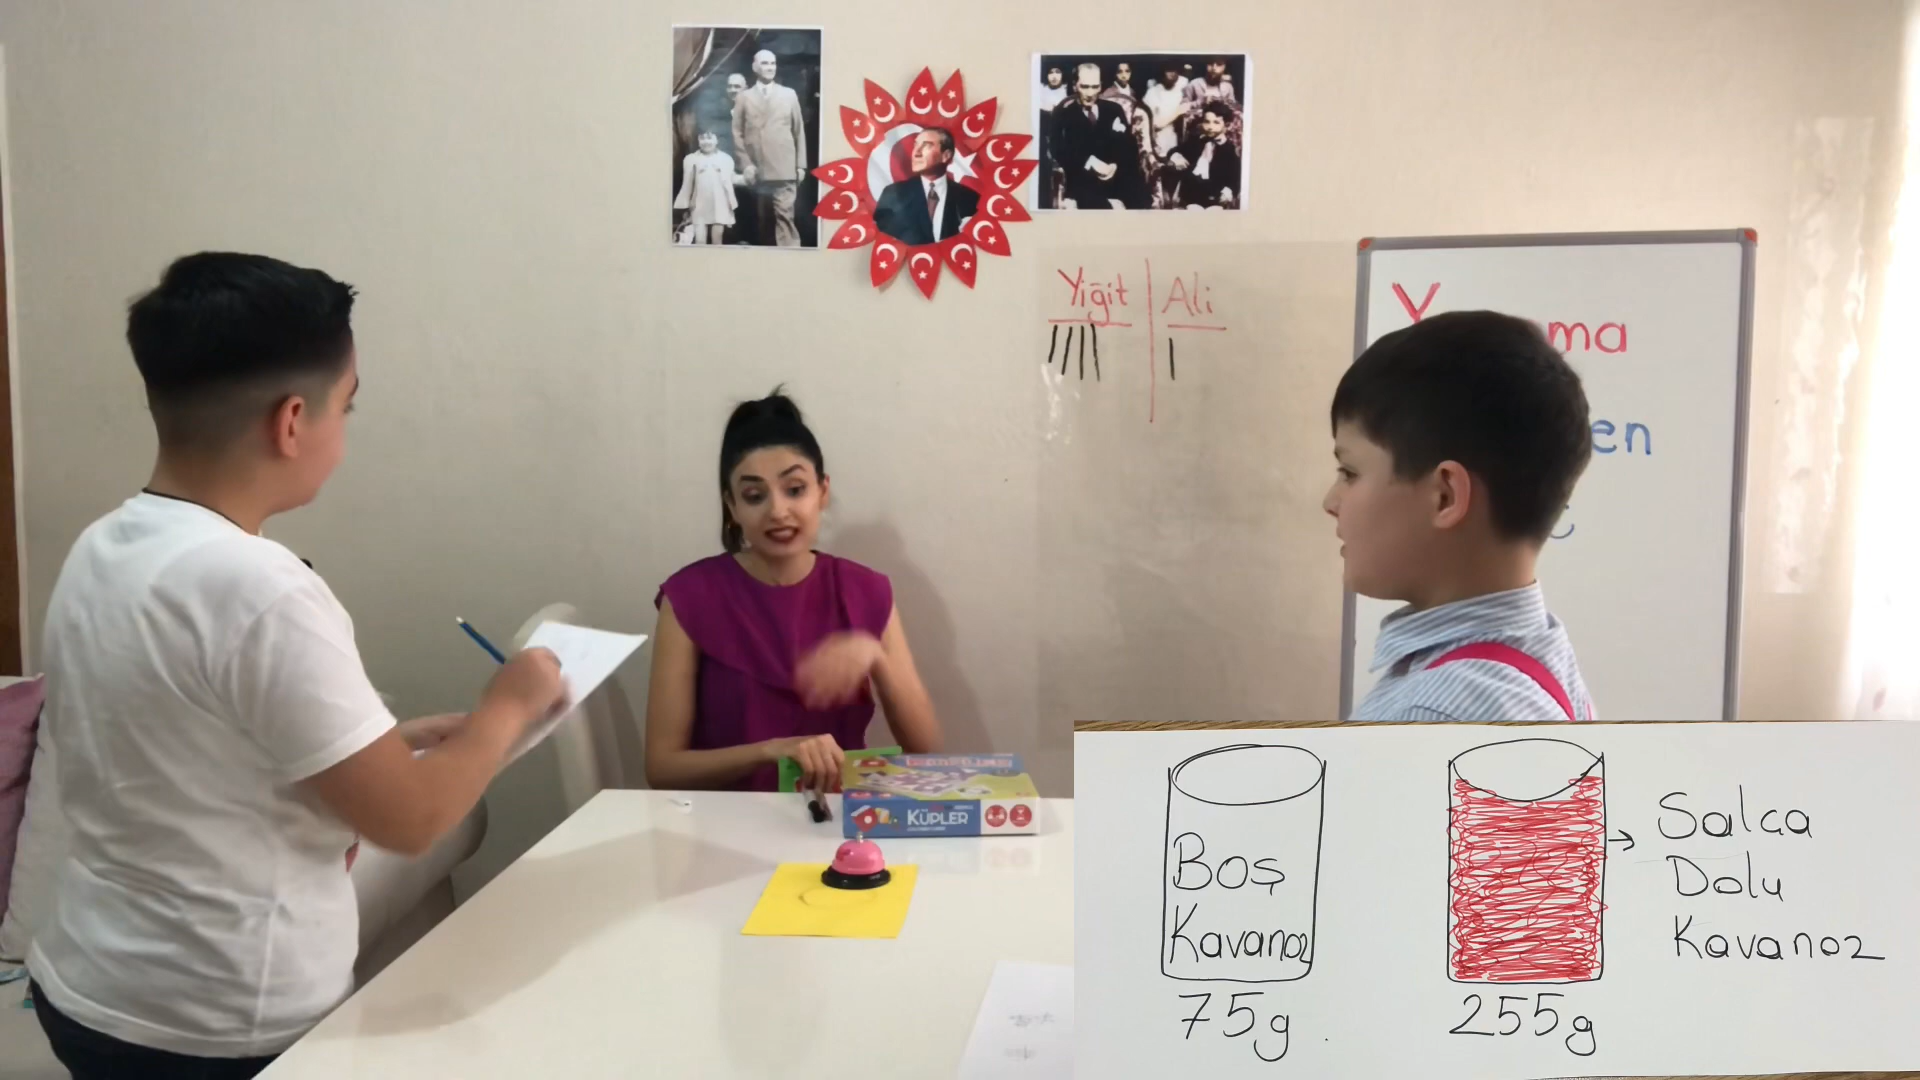 Yiğit
Ali
ma
en
KÜPLER
Boş
Kavanoz
75g
255g
Salça
Dolu
Kavanoz